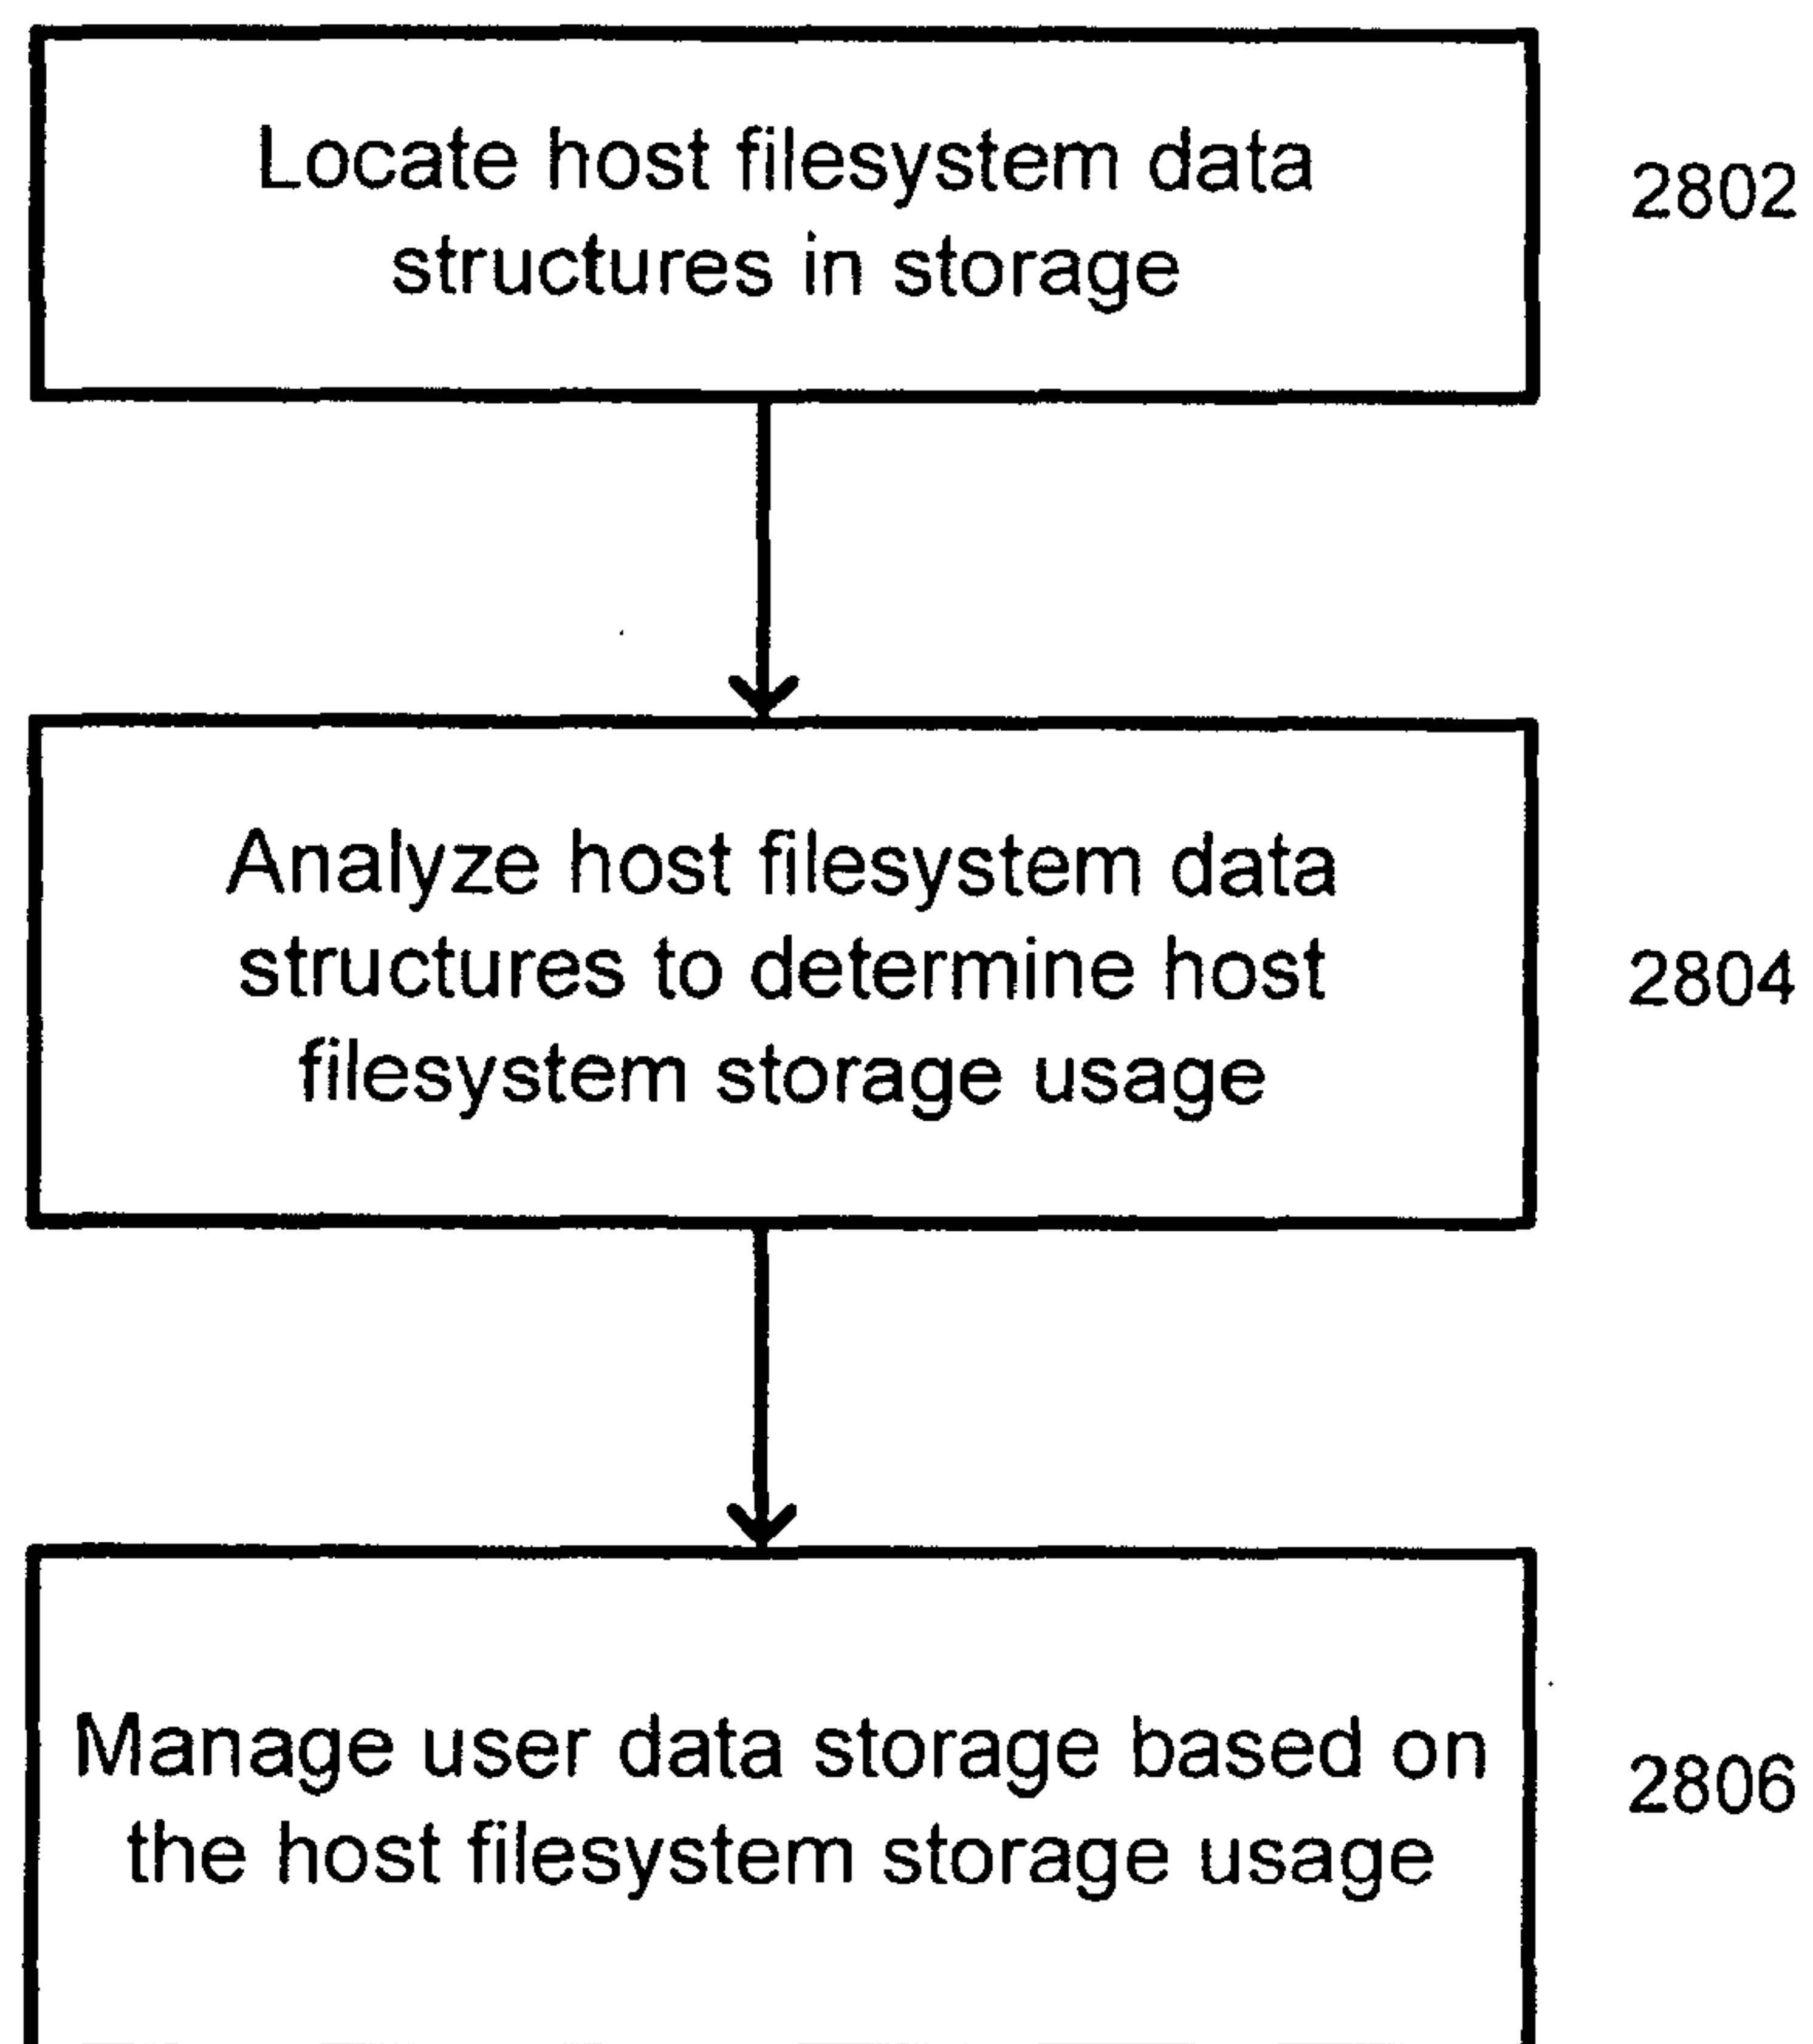 Locate host filesystem data
structures in storage
2802
Analyze host filesystem data
structures to determine host
filesystem storage usage
2804
Manage user data storage based on
the host filesystem storage usage
2806